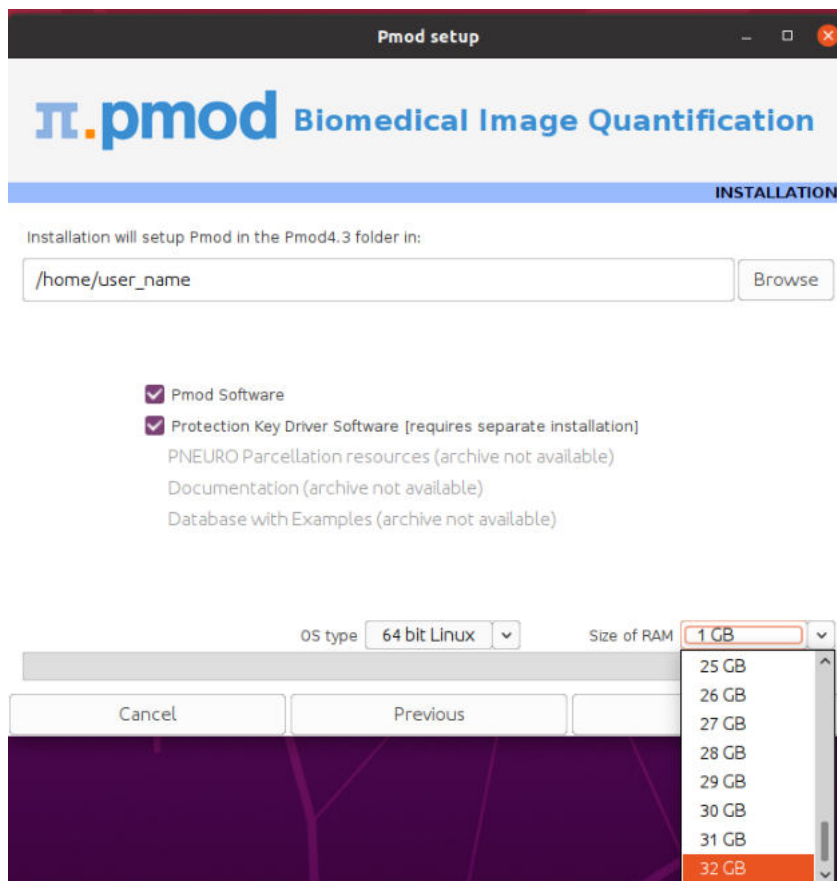 Pmod setup
π.pmod Biomedical Image Quantification
INSTALLATION
Installation will setup Pmod in the Pmod4.3 folder in:
/home/user_name Browse
Pmod Software
Protection Key Driver Software [requires separate installation]
PNEURO Parcellation resources (archive not available)
Documentation (archive not available)
Database with Examples (archive not available)
OS type 64 bit Linux Size of RAM 1 GB
25 GB
26 GB
Cancel Previous
27 GB
28 GB
29 GB
30 GB
31 GB
32 GB